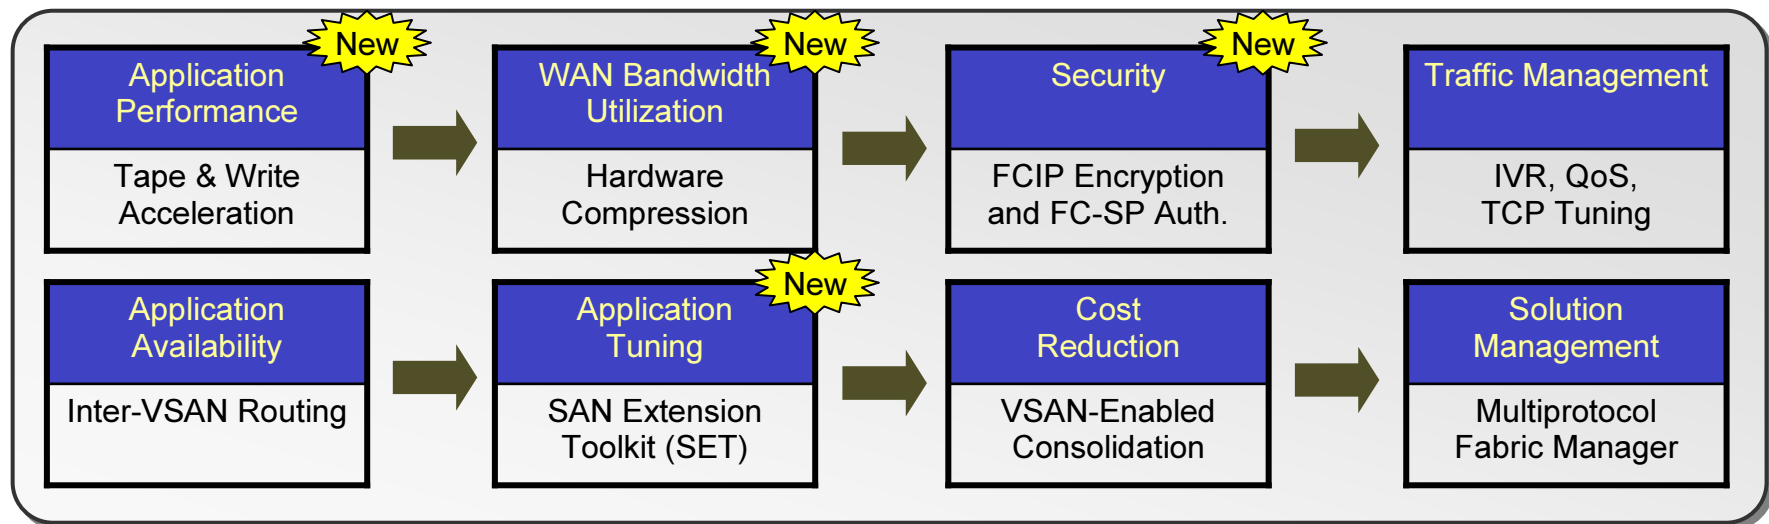 New
Application
Performance
Tape & Write
Acceleration
New
WAN Bandwidth
Utilization
Hardware
Compression
New
Security
FCIP Encryption
and FC-SP Auth.
Traffic Management
IVR, QoS,
TCP Tuning
Application
Availability
Inter-VSAN Routing
New
Application
Tuning
SAN Extension
Toolkit (SET)
Cost
Reduction
VSAN-Enabled
Consolidation
Solution
Management
Multiprotocol
Fabric Manager